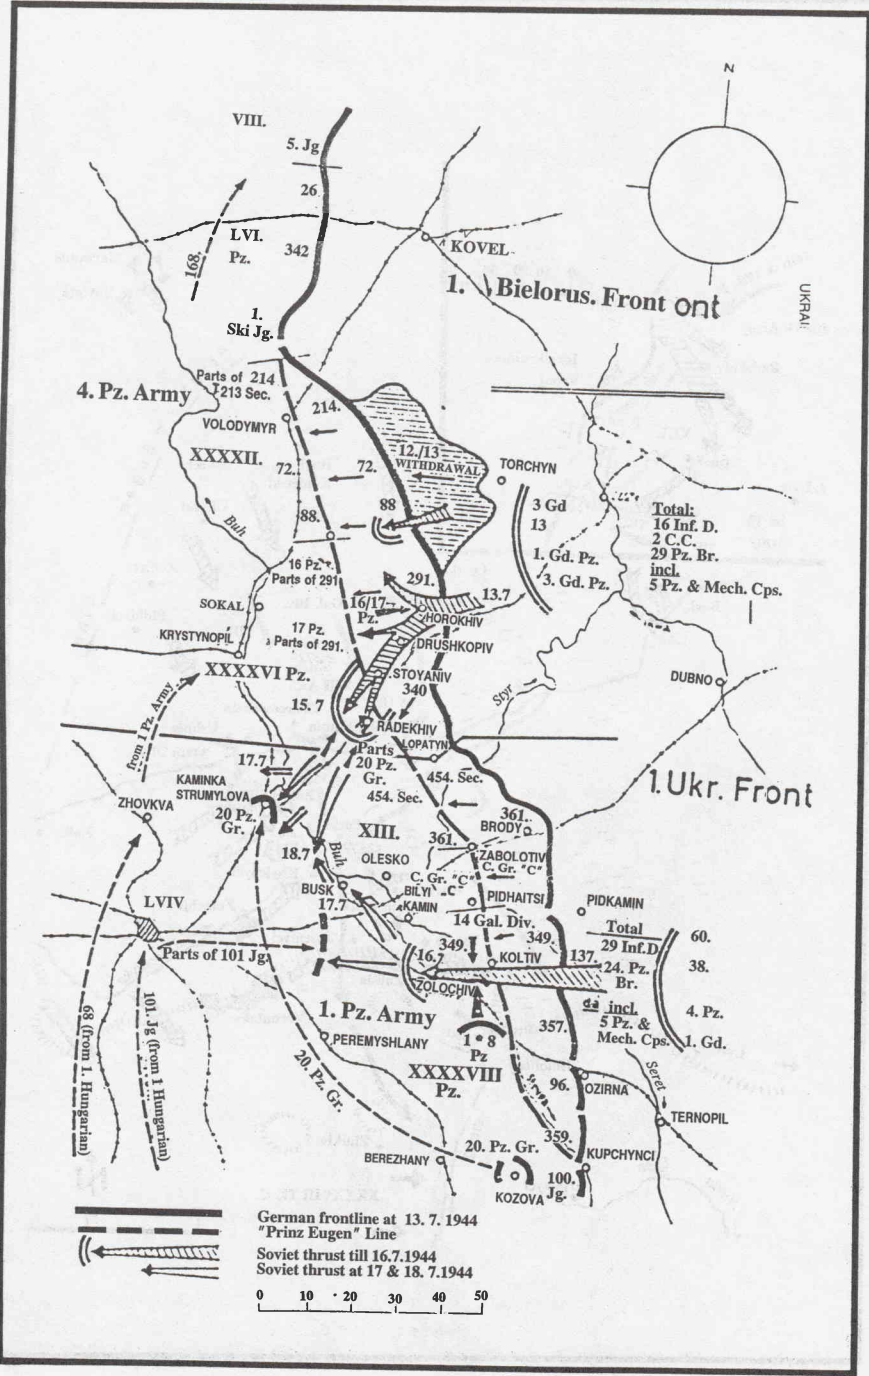 N
VIII.
5. Jg
26
LVI.
Pz.
342
168.
KOVEL
1. Bielorus. Front ont
UKRAI
1.
Ski Jg.
Parts of 214
213 Sec.
4. Pz. Army
214.
VOLODYMYR
XXXXII.
12./13
WITHDRAWAL
TORCHYN
72.
72.
88
88.
3 Gd
13
1. Gd. Pz.
3. Gd. Pz.
Total:
16 Inf. D.
2 C.C.
29 Pz. Br.
incl.
5 Pz. & Mech. Cps.
Buh
16 Pz.
Parts of 291
291.
13.7
16/17
Pz.
SOKAL
HOROKHIV
KRYSTYNOPIL
17 Pz.
Parts of 291.
DRUSHKOPIV
XXXXVI Pz.
STOYANIV
340
DUBNO
Styr
15. 7
RADEKHIV
LOPATYN
from 1 Pz. Army
Parts
20 Pz.
Gr.
17.7
454. Sec.
454. Sec.
KAMINKA
STRUMYLOVA
ZHOVKVA
20 Pz.
Gr.
1. Ukr. Front
361.
BRODY
XIII.
361.
ZABOLOTIV
C. Gr. "C"
18.7
Buh
OLESKO
C. Gr. "C"
BILYI "C"
KAMIN
BUSK
17.7
PIDHAITSI
PIDKAMIN
LVIV
14 Gal. Div.
Total
29 Inf.D
24. Pz.
Br.
incl.
5 Pz. &
Mech. Cps.
60.
38.
4. Pz.
1. Gd.
Parts of 101 Jg.
349.
349.
16.7
KOLTIV
137.
ZOLOCHIV
1. Pz. Army
357.
1 8
Pz
PEREMYSHLANY
XXXXVIII
Pz.
68 (from 1. Hungarian)
101. Jg (from 1 Hungarian)
20. Pz. Gr.
96.
OZIRNA
Seret
TERNOPIL
359.
20. Pz. Gr.
KUPCHYNCI
BEREZHANY
100.
Jg.
KOZOVA
German frontline at 13. 7. 1944
"Prinz Eugen" Line
Soviet thrust till 16.7.1944
Soviet thrust at 17 & 18. 7.1944
0 10 20 30 40 50